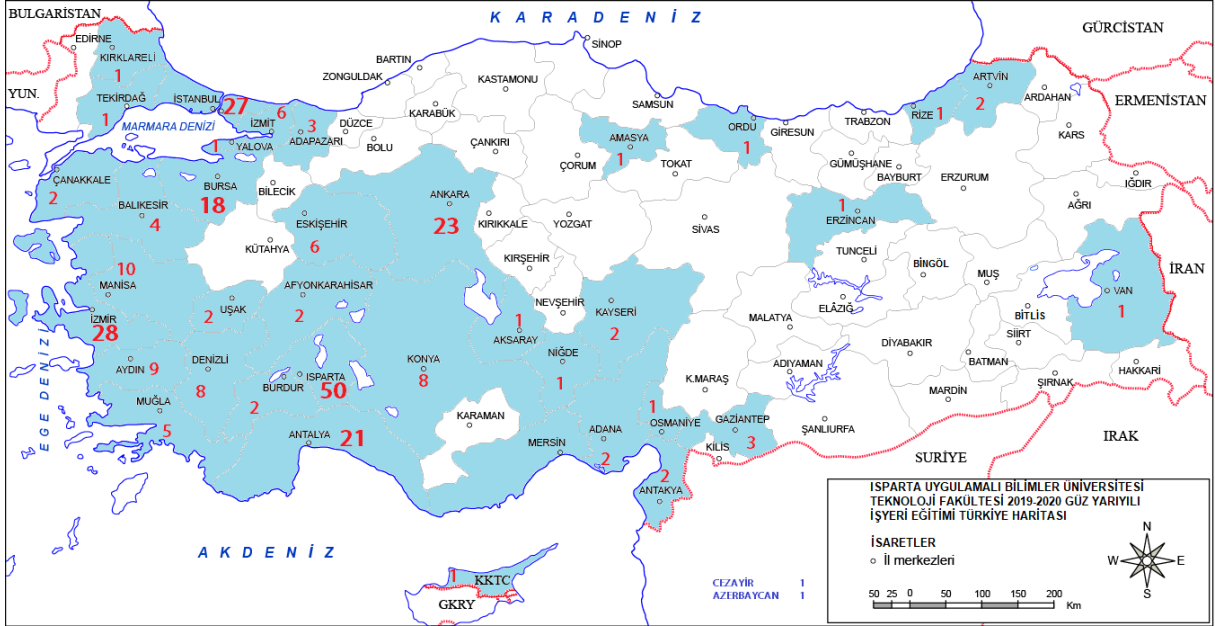 KARADENİZ
BULGARİSTAN
GÜRCİSTAN
EDİRNE
SİNOP
KIRKLARELİ
BARTIN
ZONGULDAK
KASTAMONU
ARTVİN
1
2
YUN.
TEKİRDAĞ
İSTANBUL
27
6
KARABÜK
SAMSUN
ARDAHAN
ERMENİSTAN
1
MARMARA DENİZİ
İZMİT
3
DÜZCE
AMASYA
ORDU
GİRESUN
TRABZON
RİZE
1
KARS
1
YALOVA
ADAPAZARI
BOLU
ÇANKIRI
ÇORUM
1
TOKAT
1
GÜMÜŞHANE
BAYBURT
ERZURUM
IĞDIR
ÇANAKKALE
2
BURSA
18
BİLECİK
ANKARA
23
KIRIKKALE
YOZGAT
SİVAS
1
ERZİNCAN
AĞRI
BALIKESİR
4
ESKİŞEHİR
6
KÜTAHYA
TUNCELİ
BİNGÖL
MUŞ
İRAN
10
MANİSA
KIRŞEHİR
AFYONKARAHİSAR
2
NEVŞEHİR
KAYSERİ
2
ELÂZIĞ
VAN
1
BİTLİS
2
UŞAK
İZMİR
28
1
AKSARAY
MALATYA
SİİRT
EGE DENİZİ
AYDIN
9
DENİZLİ
8
BURDUR
ISPARTA
50
KONYA
8
NİĞDE
1
ADIYAMAN
DİYABAKIR
BATMAN
ŞIRNAK
HAKKARİ
K.MARAŞ
MARDİN
MUĞLA
5
2
ANTALYA
21
KARAMAN
1
OSMANİYE
GAZİANTEP
3
ŞANLIURFA
MERSİN
ADANA
2
KİLİS
2
ANTAKYA
SURİYE
IRAK
AKDENİZ
1
KKTC
GKRY
CEZAYİR 1
AZERBAYCAN 1
ISPARTA UYGULAMALI BİLİMLER ÜNİVERSİTESİ
TEKNOLOJİ FAKÜLTESİ 2019-2020 GÜZ YARIYILI
İŞYERİ EĞİTİMİ TÜRKİYE HARİTASI
İSARETLER
İl merkezleri
N
W
E
S
50 25 0 50 100 150 200
Km